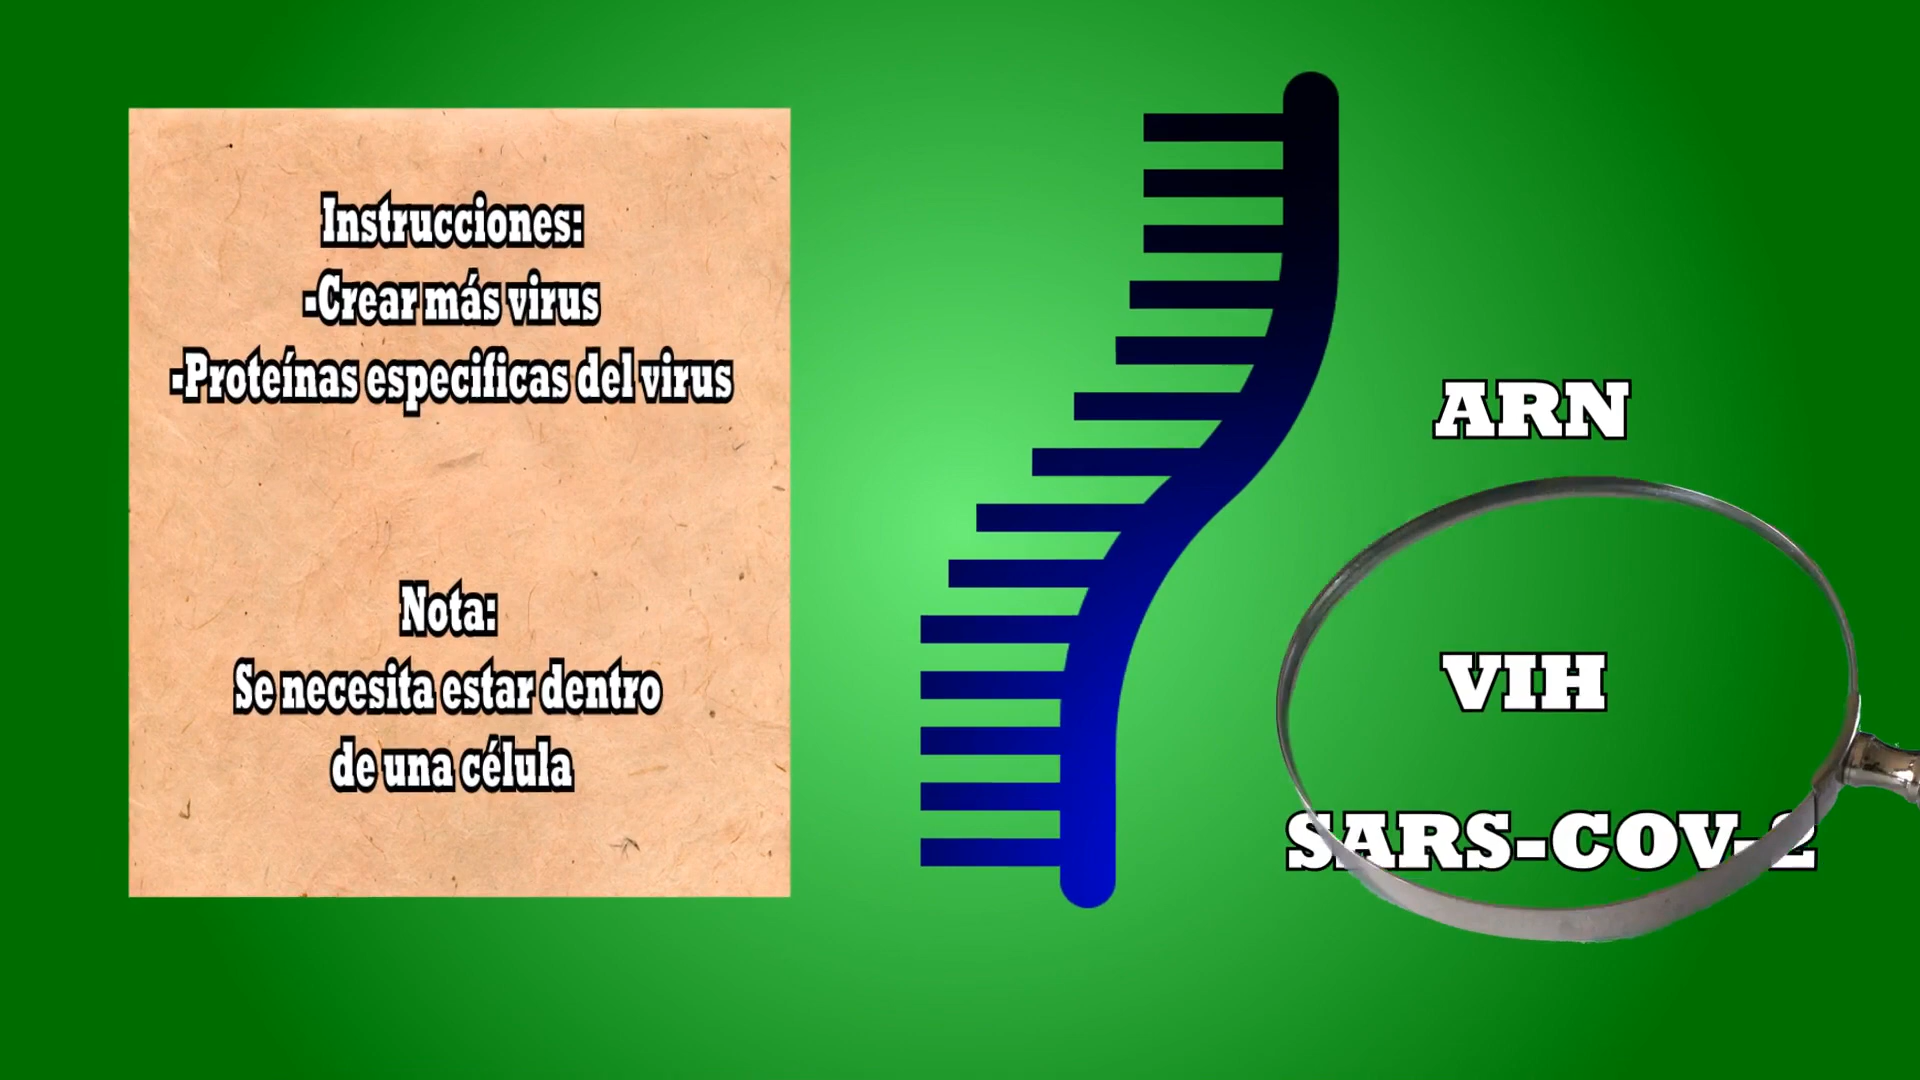 Instrucciones:
-Crear más virus
-Proteínas especificas del virus
Nota:
Se necesita estar dentro
de una célula
ARN
VIH
SARS-COV-2